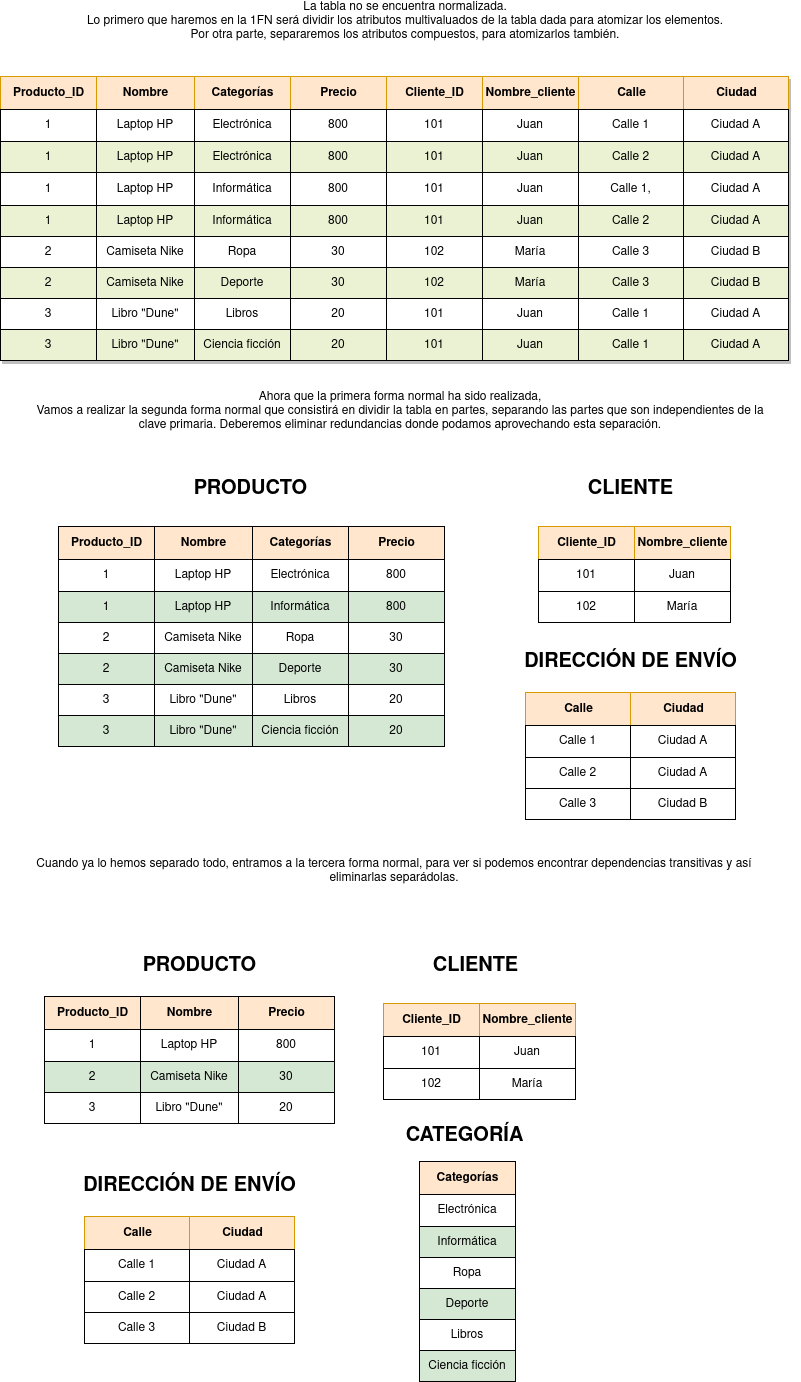 La tabla no se encuentra normalizada.
Lo primero que haremos en la 1FN será dividir los atributos multivaluados de la tabla dada para atomizar los elementos.
Por otra parte, separaremos los atributos compuestos, para atomizarlos también.
Producto_ID Nombre Categorías Precio Cliente_ID Nombre_cliente Calle Ciudad
1 Laptop HP Electrónica 800 101 Juan Calle 1 Ciudad A
1 Laptop HP Electrónica 800 101 Juan Calle 2 Ciudad A
1 Laptop HP Informática 800 101 Juan Calle 1, Ciudad A
1 Laptop HP Informática 800 101 Juan Calle 2 Ciudad A
2 Camiseta Nike Ropa 30 102 María Calle 3 Ciudad B
2 Camiseta Nike Deporte 30 102 María Calle 3 Ciudad B
3 Libro "Dune" Libros 20 101 Juan Calle 1 Ciudad A
3 Libro "Dune" Ciencia ficción 20 101 Juan Calle 1 Ciudad A
Ahora que la primera forma normal ha sido realizada,
Vamos a realizar la segunda forma normal que consistirá en dividir la tabla en partes, separando las partes que son independientes de la
clave primaria. Deberemos eliminar redundancias donde podamos aprovechando esta separación.
PRODUCTO
Producto_ID Nombre Categorías Precio
1 Laptop HP Electrónica 800
1 Laptop HP Informática 800
2 Camiseta Nike Ropa 30
2 Camiseta Nike Deporte 30
3 Libro "Dune" Libros 20
3 Libro "Dune" Ciencia ficción 20
CLIENTE
Cliente_ID Nombre_cliente
101 Juan
102 María
DIRECCIÓN DE ENVÍO
Calle Ciudad
Calle 1 Ciudad A
Calle 2 Ciudad A
Calle 3 Ciudad B
Cuando ya lo hemos separado todo, entramos a la tercera forma normal, para ver si podemos encontrar dependencias transitivas y así
eliminarlas separádolas.
PRODUCTO
Producto_ID Nombre Precio
1 Laptop HP 800
2 Camiseta Nike 30
3 Libro "Dune" 20
CLIENTE
Cliente_ID Nombre_cliente
101 Juan
102 María
DIRECCIÓN DE ENVÍO
Calle Ciudad
Calle 1 Ciudad A
Calle 2 Ciudad A
Calle 3 Ciudad B
CATEGORÍA
Categorías
Electrónica
Informática
Ropa
Deporte
Libros
Ciencia ficción